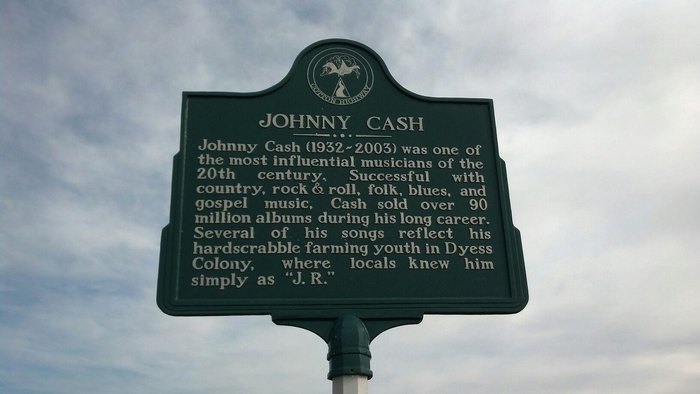 COTTON HIGHWAY
JOHNNY CASH
Johnny Cash (1932-2003) was one of
the most influential musicians of the
20th century. Successful with
country, rock & roll, folk, blues, and
gospel music, Cash sold over 90
million albums during his long career.
Several of his songs reflect his
hardscrabble farming youth in Dyess
Colony, where locals knew him
simply as "J. R."